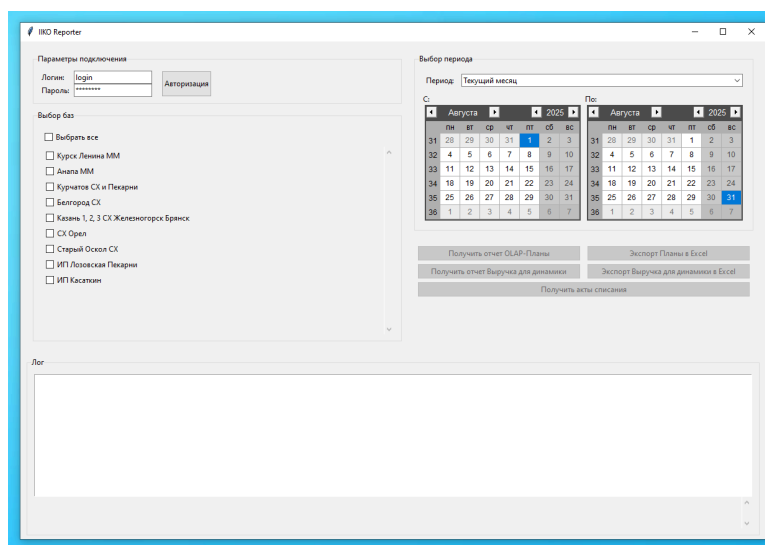 IIKO Reporter
Параметры подключения
Логин: login
Пароль: ********
Авторизация
Выбор баз
Выбрать все
Курск Ленина ММ
Анапа ММ
Курчатов СХ и Пекарни
Белгород СХ
Казань 1, 2, 3 СХ Железногорск Брянск
СХ Орел
Старый Оскол СХ
ИП Лозовская Пекарни
ИП Касаткин
Выбор периода
Период: Текущий месяц
С:
Августа 2025
пн вт ср чт пт сб вс
31 28 29 30 31 1 2 3
32 4 5 6 7 8 9 10
33 11 12 13 14 15 16 17
34 18 19 20 21 22 23 24
35 25 26 27 28 29 30 31
36 1 2 3 4 5 6 7
По:
Августа 2025
пн вт ср чт пт сб вс
31 28 29 30 31 1 2 3
32 4 5 6 7 8 9 10
33 11 12 13 14 15 16 17
34 18 19 20 21 22 23 24
35 25 26 27 28 29 30 31
36 1 2 3 4 5 6 7
Получить отчет OLAP-Планы
Экспорт Планы в Excel
Получить отчет Выручка для динамики
Экспорт Выручка для динамики в Excel
Получить акты списания
Лог